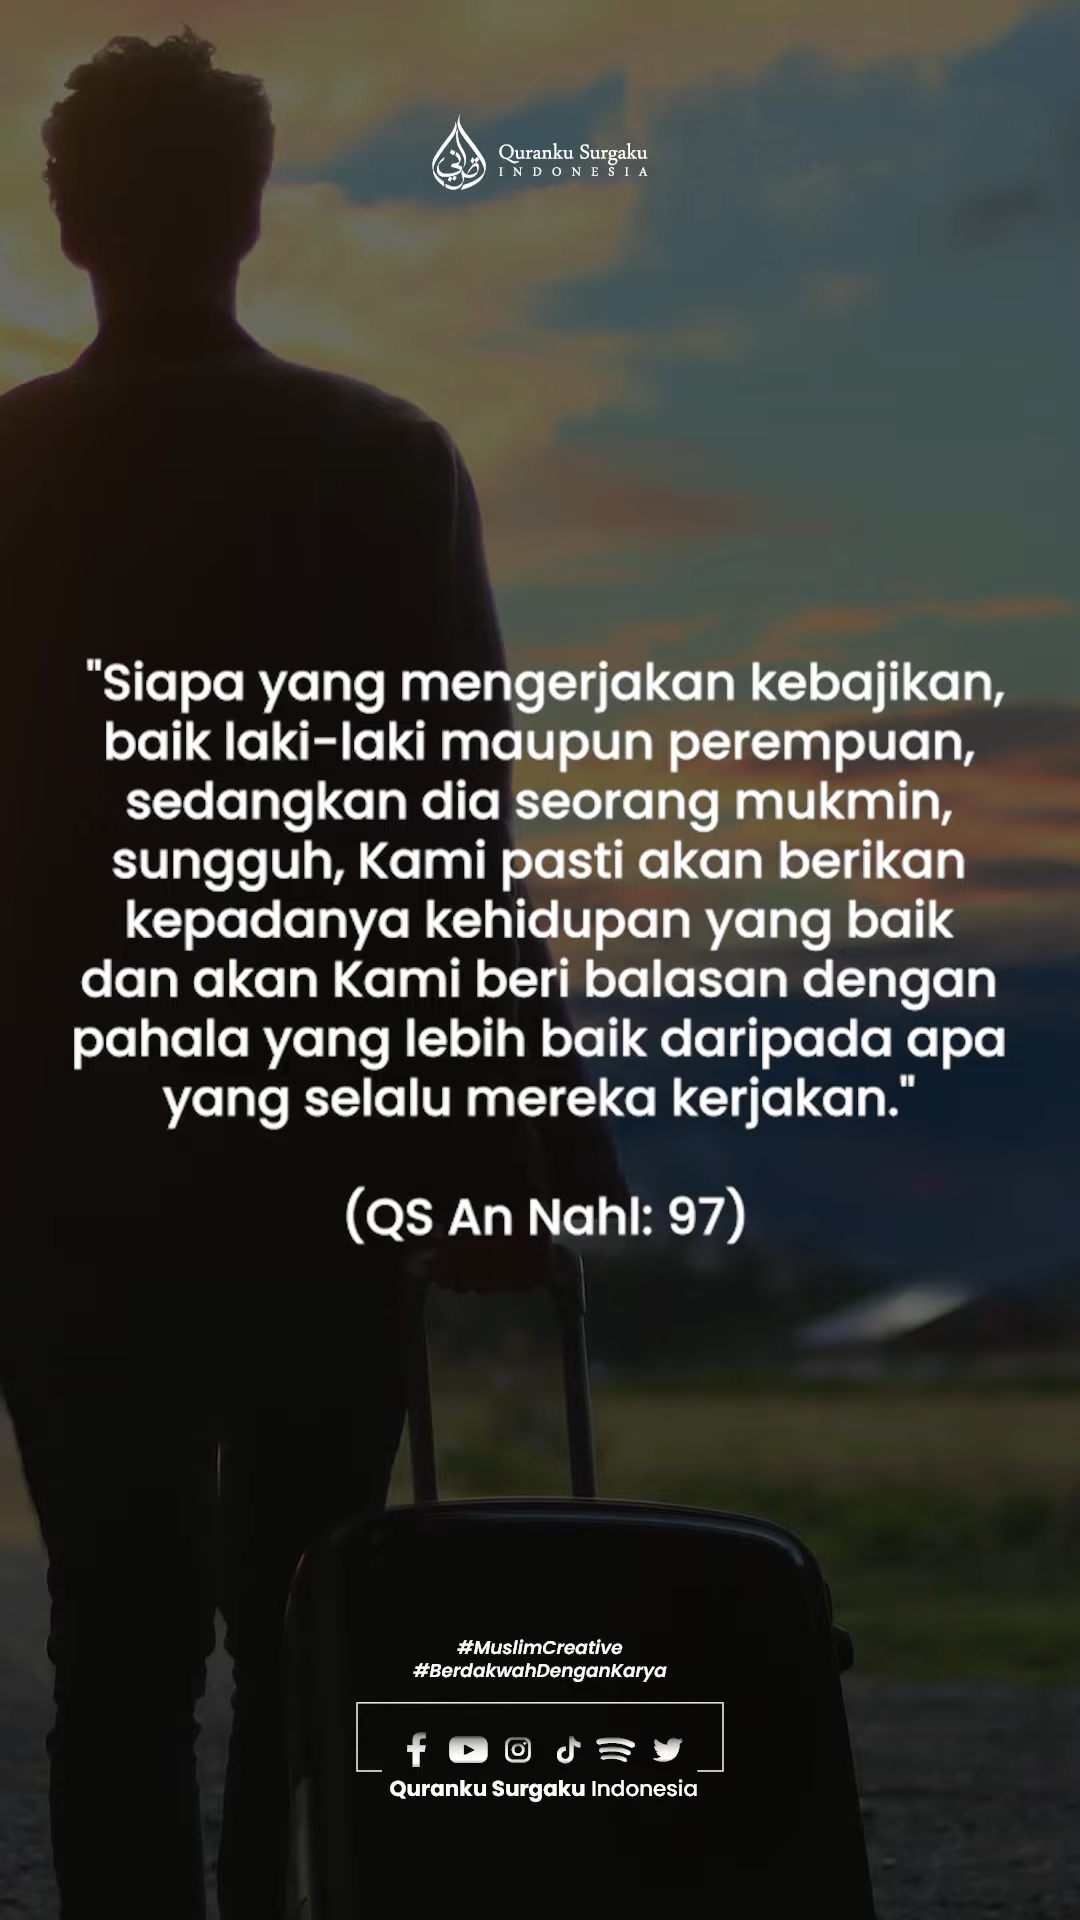 Quranku Surgaku
INDONESIA
"Siapa yang mengerjakan kebajikan,
baik laki-laki maupun perempuan,
sedangkan dia seorang mukmin,
sungguh, Kami pasti akan berikan
kepadanya kehidupan yang baik
dan akan Kami beri balasan dengan
pahala yang lebih baik daripada apa
yang selalu mereka kerjakan."
(QS An Nahl: 97)
#MuslimCreative
#BerdakwahDenganKarya
Quranku Surgaku Indonesia